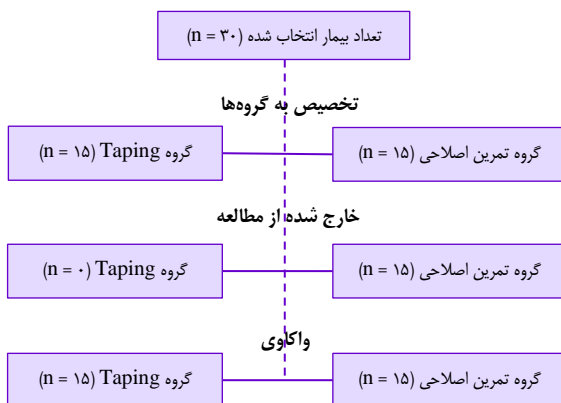 تعداد بیمار انتخاب شده (n = ۳۰)
تخصیص به گروه‌ها
گروه تمرین اصلاحی (n = ۱۵)
گروه Taping (n = ۱۵)
خارج شده از مطالعه
گروه تمرین اصلاحی (n = ۱۵)
گروه Taping (n = ۰)
واکاوی
گروه تمرین اصلاحی (n = ۱۵)
گروه Taping (n = ۱۵)